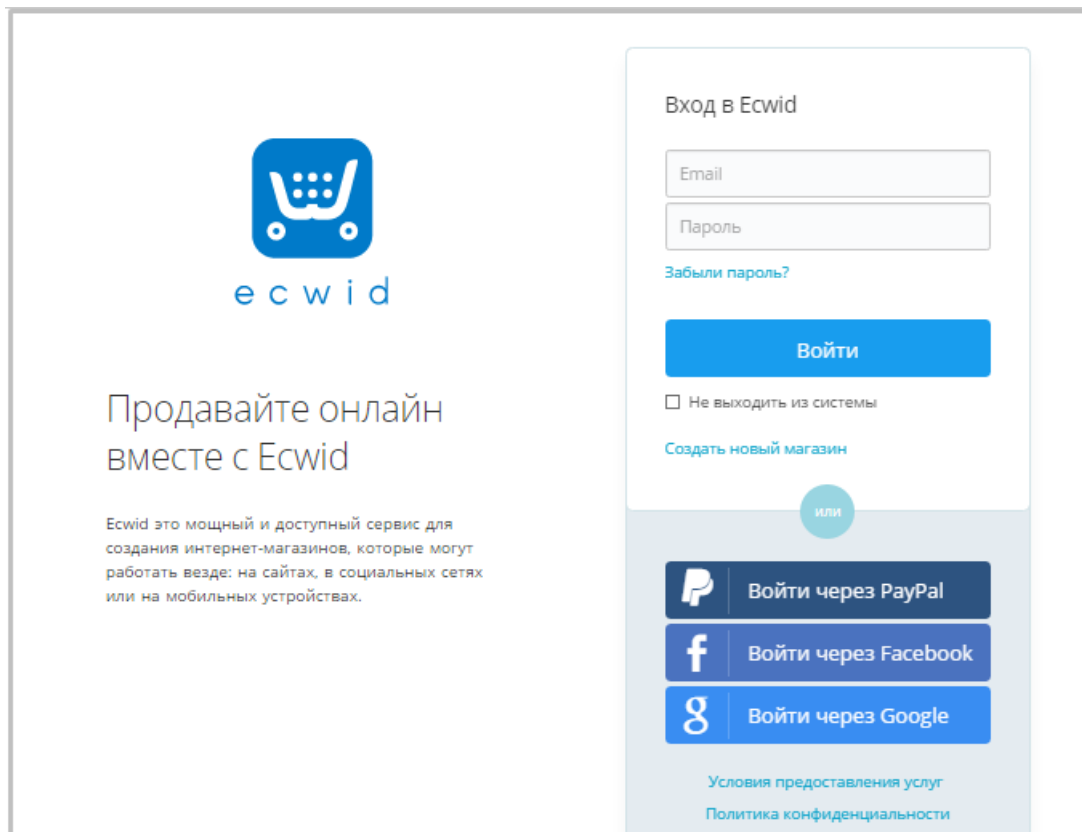 ecwid
Продавайте онлайн
вместе с Ecwid
Ecwid это мощный и доступный сервис для
создания интернет-магазинов, которые могут
работать везде: на сайтах, в социальных сетях
или на мобильных устройствах.
Вход в Ecwid
Email
Пароль
Забыли пароль?
Войти
Не выходить из системы
Создать новый магазин
или
Войти через PayPal
Войти через Facebook
Войти через Google
Условия предоставления услуг
Политика конфиденциальности